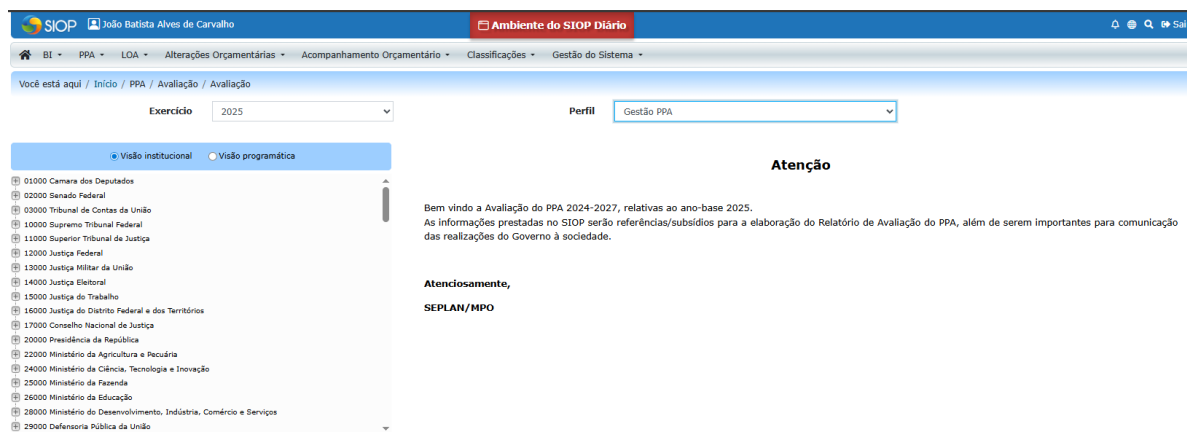 SIOP João Batista Alves de Carvalho Ambiente do SIOP Diário Sai
BI PPA LOA Alterações Orçamentárias Acompanhamento Orçamentário Classificações Gestão do Sistema
Você está aqui / Início / PPA / Avaliação / Avaliação
Exercício 2025 Perfil Gestão PPA
Visão institucional Visão programática
01000 Camara dos Deputados
02000 Senado Federal
03000 Tribunal de Contas da União
10000 Supremo Tribunal Federal
11000 Superior Tribunal de Justiça
12000 Justiça Federal
13000 Justiça Militar da União
14000 Justiça Eleitoral
15000 Justiça do Trabalho
16000 Justiça do Distrito Federal e dos Territórios
17000 Conselho Nacional de Justiça
20000 Presidência da República
22000 Ministério da Agricultura e Pecuária
24000 Ministério da Ciência, Tecnologia e Inovação
25000 Ministério da Fazenda
26000 Ministério da Educação
28000 Ministério do Desenvolvimento, Indústria, Comércio e Serviços
29000 Defensoria Pública da União
Atenção
Bem vindo a Avaliação do PPA 2024-2027, relativas ao ano-base 2025.
As informações prestadas no SIOP serão referências/subsídios para a elaboração do Relatório de Avaliação do PPA, além de serem importantes para comunicação
das realizações do Governo à sociedade.
Atenciosamente,
SEPLAN/MPO